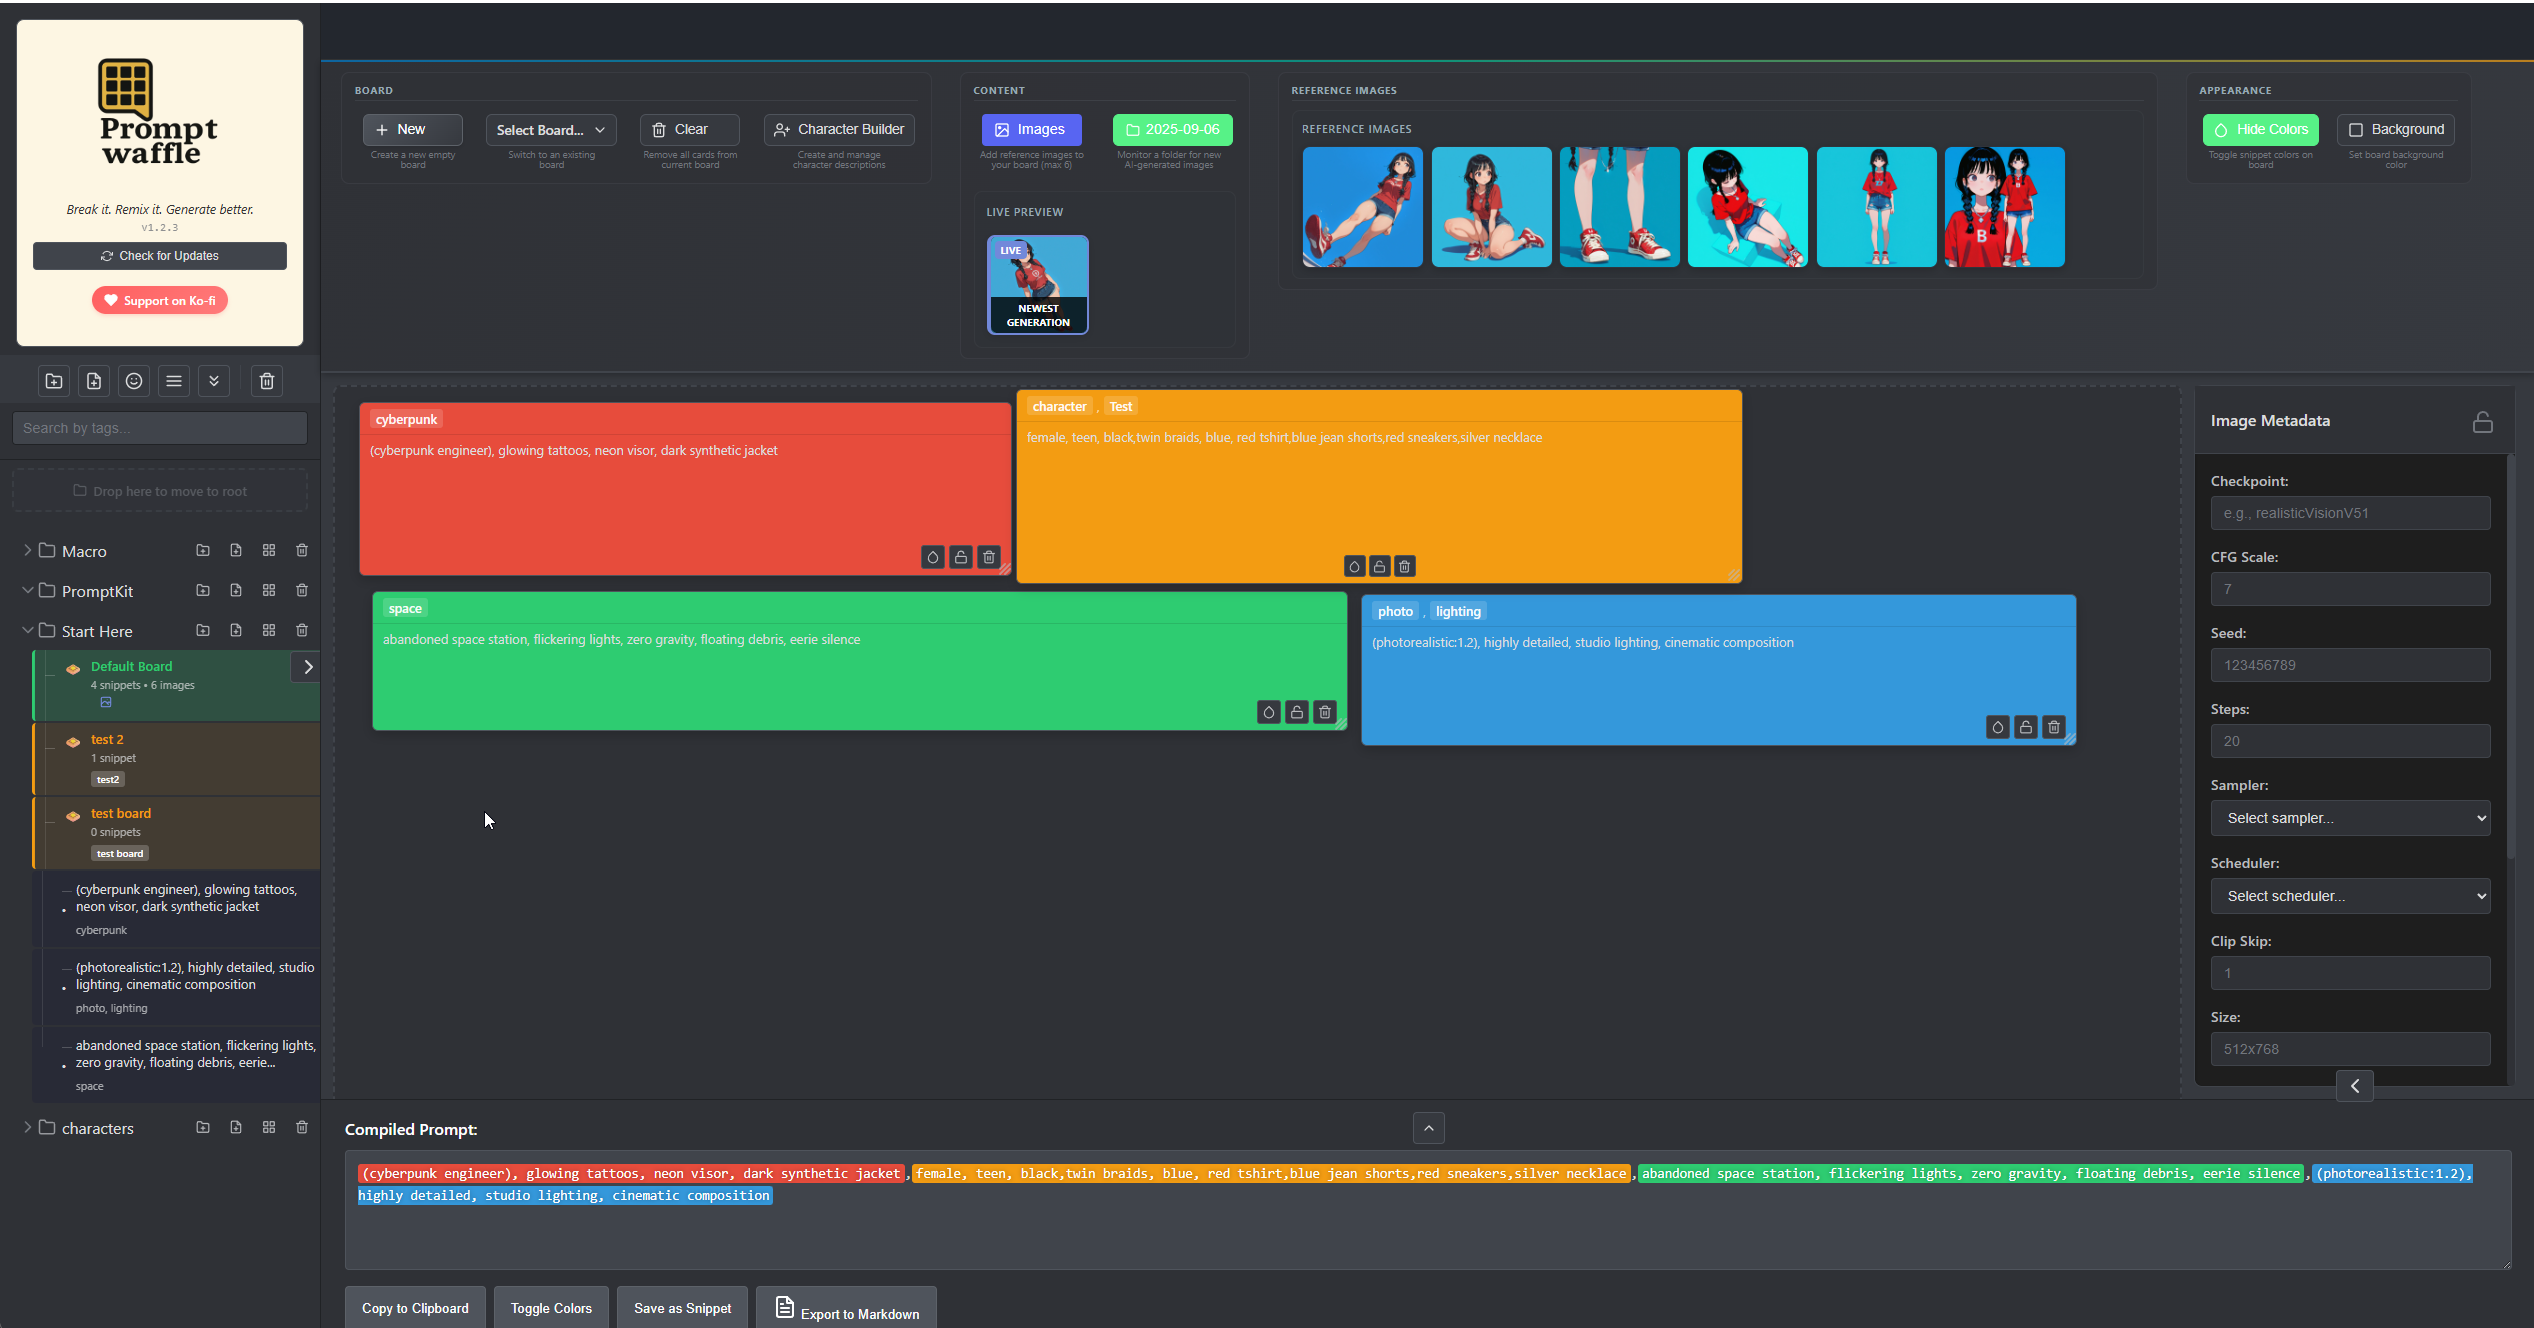 Prompt
waffle
Break it. Remix it. Generate better.
v1.2.3
Check for Updates
Support on Ko-fi
Search by tags...
Drop here to move to root
Macro
PromptKit
Start Here
Default Board
4 snippets • 6 images
test 2
1 snippet
test2
test board
0 snippets
test board
(cyberpunk engineer), glowing tattoos,
neon visor, dark synthetic jacket
cyberpunk
(photorealistic:1.2), highly detailed, studio
lighting, cinematic composition
photo, lighting
abandoned space station, flickering lights,
zero gravity, floating debris, eerie...
space
characters
BOARD
New
Create a new empty
board
Select Board...
Switch to an existing
board
Clear
Remove all cards from
current board
Character Builder
Create and manage
character descriptions
CONTENT
Images
Add reference images to
your board (max 6)
2025-09-06
Monitor a folder for new
AI-generated images
LIVE PREVIEW
LIVE
NEWEST
GENERATION
REFERENCE IMAGES
REFERENCE IMAGES
B
APPEARANCE
Hide Colors
Toggle snippet colors on
board
Background
Set board background
color
cyberpunk
(cyberpunk engineer), glowing tattoos, neon visor, dark synthetic jacket
character , Test
female, teen, black,twin braids, blue, red tshirt,blue jean shorts,red sneakers,silver necklace
space
abandoned space station, flickering lights, zero gravity, floating debris, eerie silence
photo , lighting
(photorealistic:1.2), highly detailed, studio lighting, cinematic composition
Image Metadata
Checkpoint:
e.g., realisticVisionV51
CFG Scale:
7
Seed:
123456789
Steps:
20
Sampler:
Select sampler...
Scheduler:
Select scheduler...
Clip Skip:
1
Size:
512x768
Compiled Prompt:
(cyberpunk engineer), glowing tattoos, neon visor, dark synthetic jacket,female, teen, black,twin braids, blue, red tshirt,blue jean shorts,red sneakers,silver necklace,abandoned space station, flickering lights, zero gravity, floating debris, eerie silence,(photorealistic:1.2),
highly detailed, studio lighting, cinematic composition
Copy to Clipboard
Toggle Colors
Save as Snippet
Export to Markdown